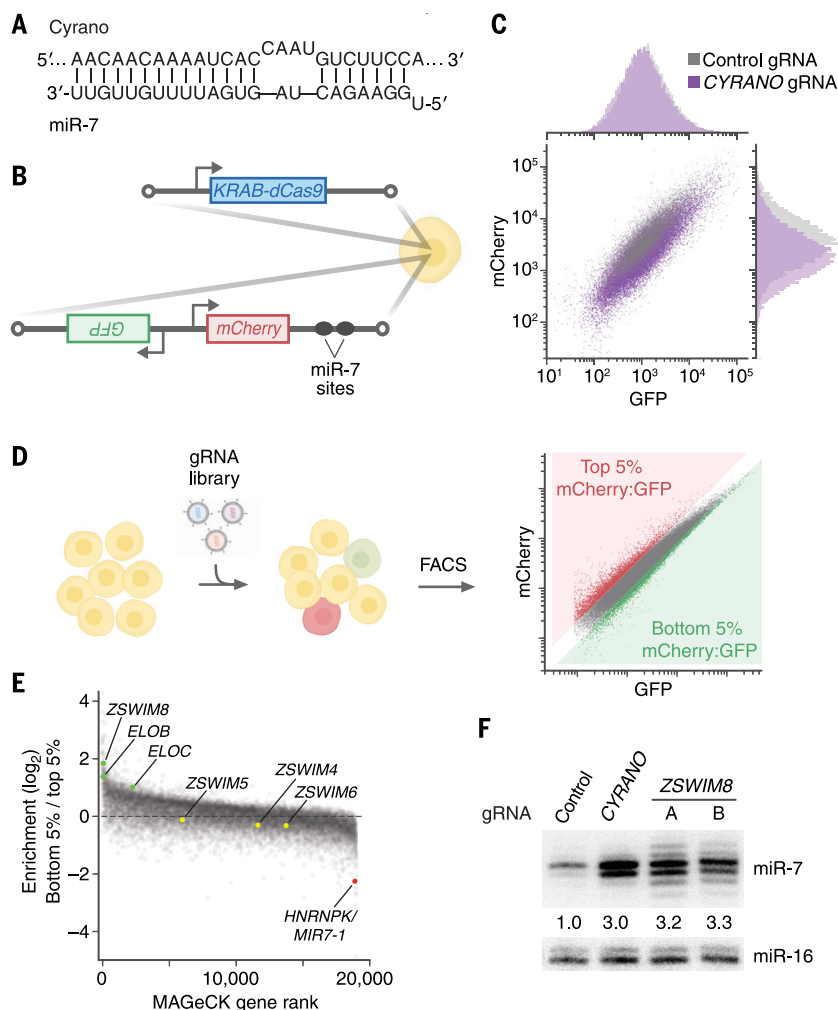 A
Cyrano
5′... AACAACAAAAUCAC CAAU GUCUUCCA... 3′
3′-UUGUUGUUUUAGUG—AU—CAGAAGG U-5′
miR-7
B
KRAB-dCas9
GFP
mCherry
miR-7
sites
C
Control gRNA
CYRANO gRNA
mCherry
10⁵
10⁴
10³
10²
10¹ 10² 10³ 10⁴ 10⁵
GFP
D
gRNA
library
FACS
mCherry
Top 5%
mCherry:GFP
Bottom 5%
mCherry:GFP
GFP
E
Enrichment (log₂)
Bottom 5% / top 5%
4
2
0
−2
−4
ZSWIM8
ELOB
ELOC
ZSWIM5
ZSWIM4
ZSWIM6
HNRNPK/
MIR7-1
0 10,000 20,000
MAGeCK gene rank
F
gRNA
Control
CYRANO
ZSWIM8
A B
miR-7
1.0 3.0 3.2 3.3
miR-16